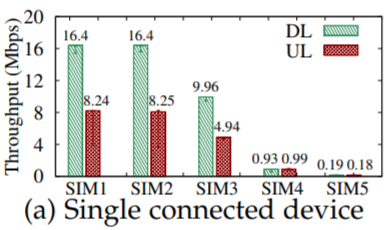 Throughput (Mbps)
20
16
12
8
4
0
DL
UL
16.4
8.24
16.4
8.25
9.96
4.94
0.93 0.99
0.19 0.18
SIM1 SIM2 SIM3 SIM4 SIM5
(a) Single connected device